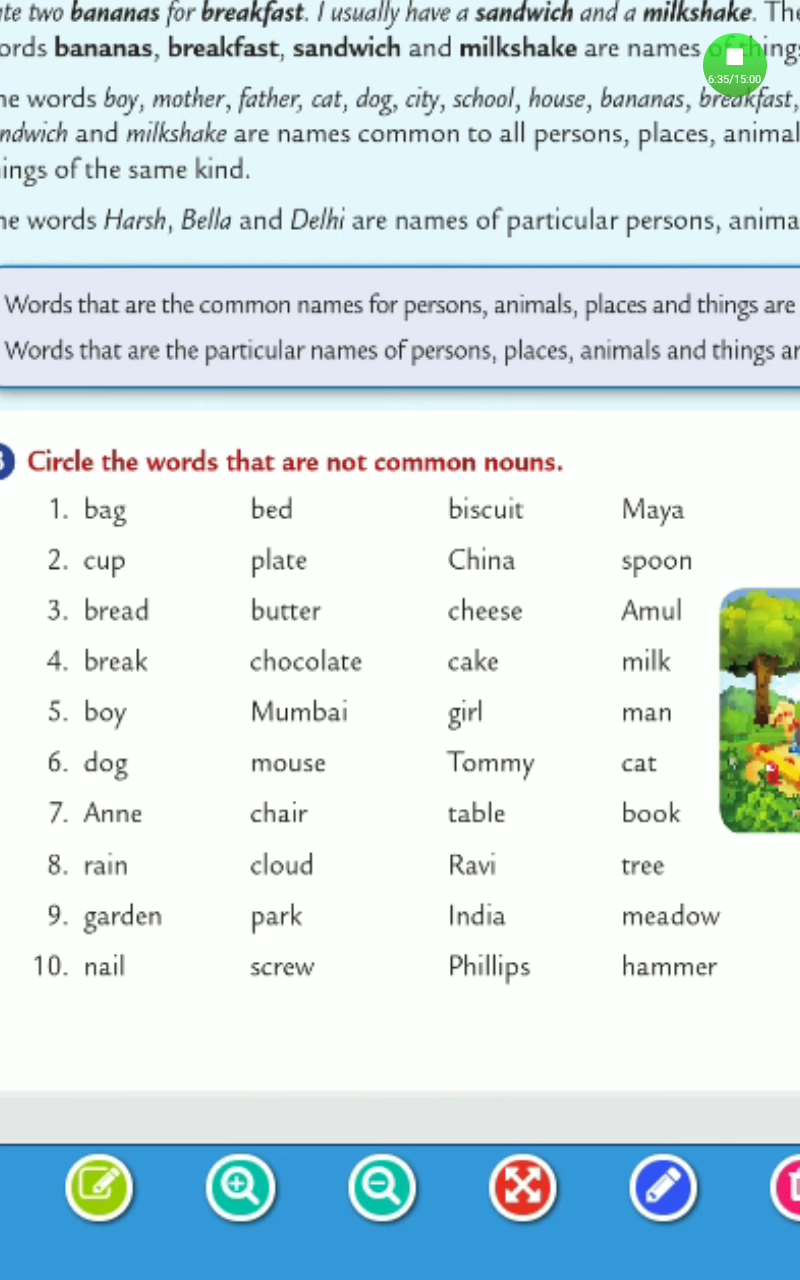 ate two bananas for breakfast. I usually have a sandwich and a milkshake. The
ords bananas, breakfast, sandwich and milkshake are names of things
6:35/15:00
he words boy, mother, father, cat, dog, city, school, house, bananas, breakfast,
ndwich and milkshake are names common to all persons, places, animal
ings of the same kind.
he words Harsh, Bella and Delhi are names of particular persons, anima
Words that are the common names for persons, animals, places and things are
Words that are the particular names of persons, places, animals and things ar
Circle the words that are not common nouns.
1. bag bed biscuit Maya
2. cup plate China spoon
3. bread butter cheese Amul
4. break chocolate cake milk
5. boy Mumbai girl man
6. dog mouse Tommy cat
7. Anne chair table book
8. rain cloud Ravi tree
9. garden park India meadow
10. nail screw Phillips hammer